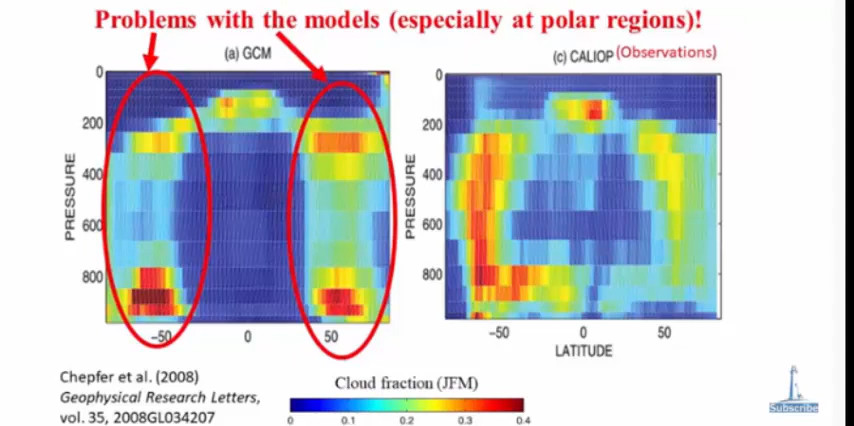 Problems with the models (especially at polar regions)!
(a) GCM
(c) CALIOP (Observations)
0
200
400
600
800
PRESSURE
-50
0
50
0
200
400
600
800
PRESSURE
-50
0
50
LATITUDE
Chepfer et al. (2008)
Geophysical Research Letters,
vol. 35, 2008GL034207
Cloud fraction (JFM)
0 0.1 0.2 0.3 0.4
Subscribe